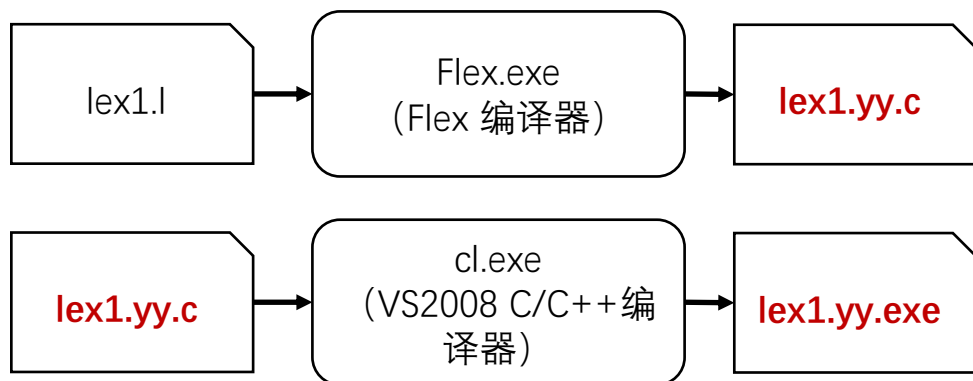 lex1.l
Flex.exe
（Flex 编译器）
lex1.yy.c
lex1.yy.c
cl.exe
（VS2008 C/C++编
译器）
lex1.yy.exe